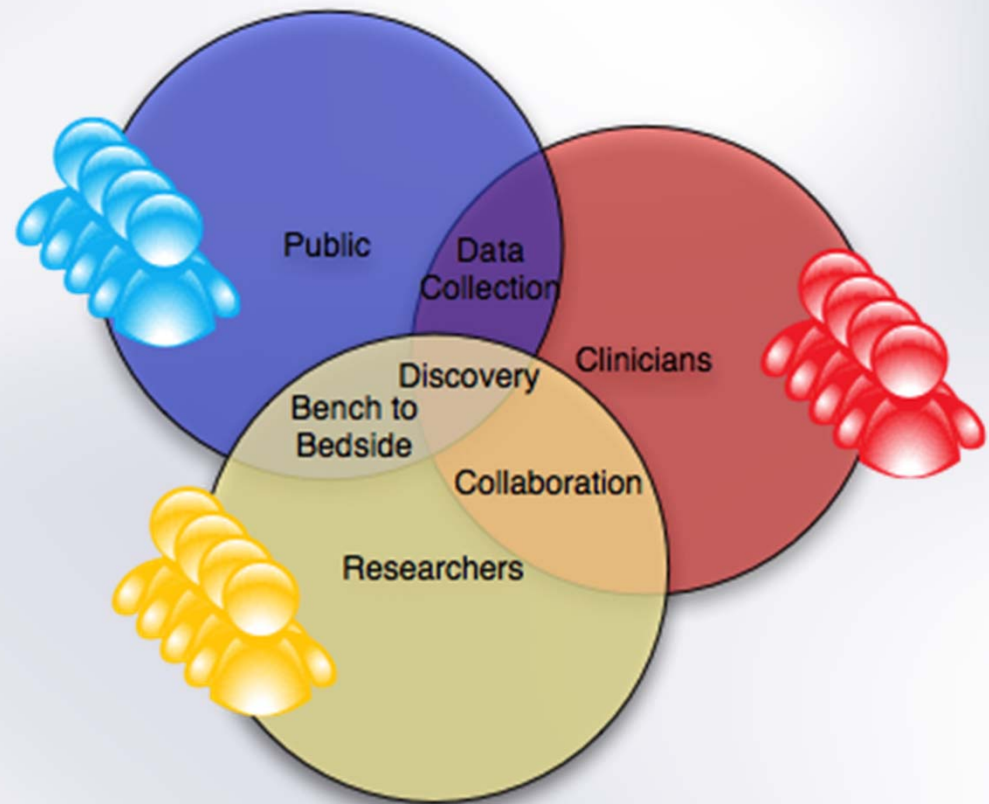 Public
Data
Collection
Clinicians
Discovery
Bench to
Bedside
Collaboration
Researchers